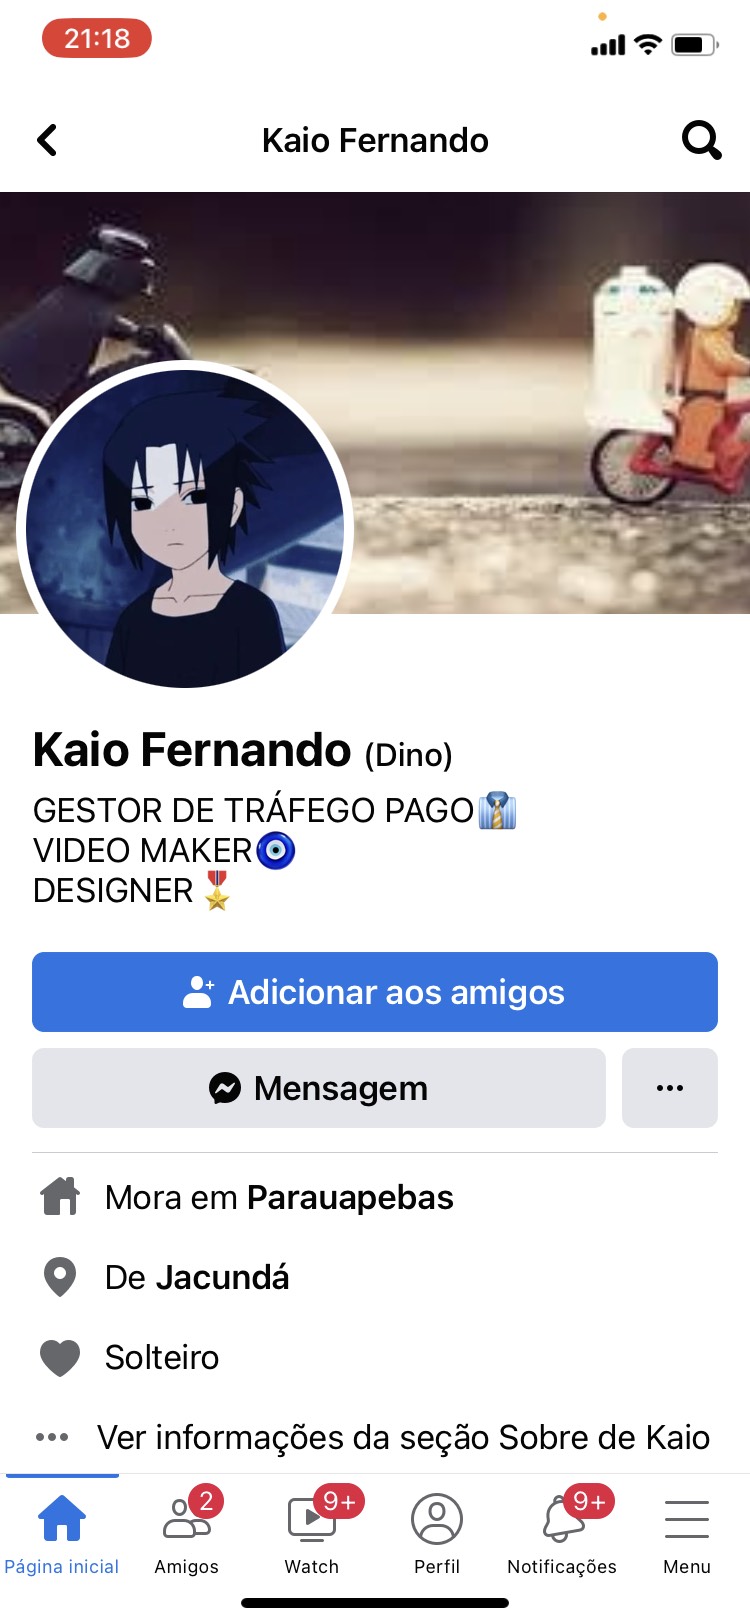 21:18
Kaio Fernando
Kaio Fernando (Dino)
GESTOR DE TRÁFEGO PAGO👔
VIDEO MAKER🧿
DESIGNER🎖️
Adicionar aos amigos
Mensagem
Mora em Parauapebas
De Jacundá
Solteiro
Ver informações da seção Sobre de Kaio
2 9+ 9+
Página inicial Amigos Watch Perfil Notificações Menu